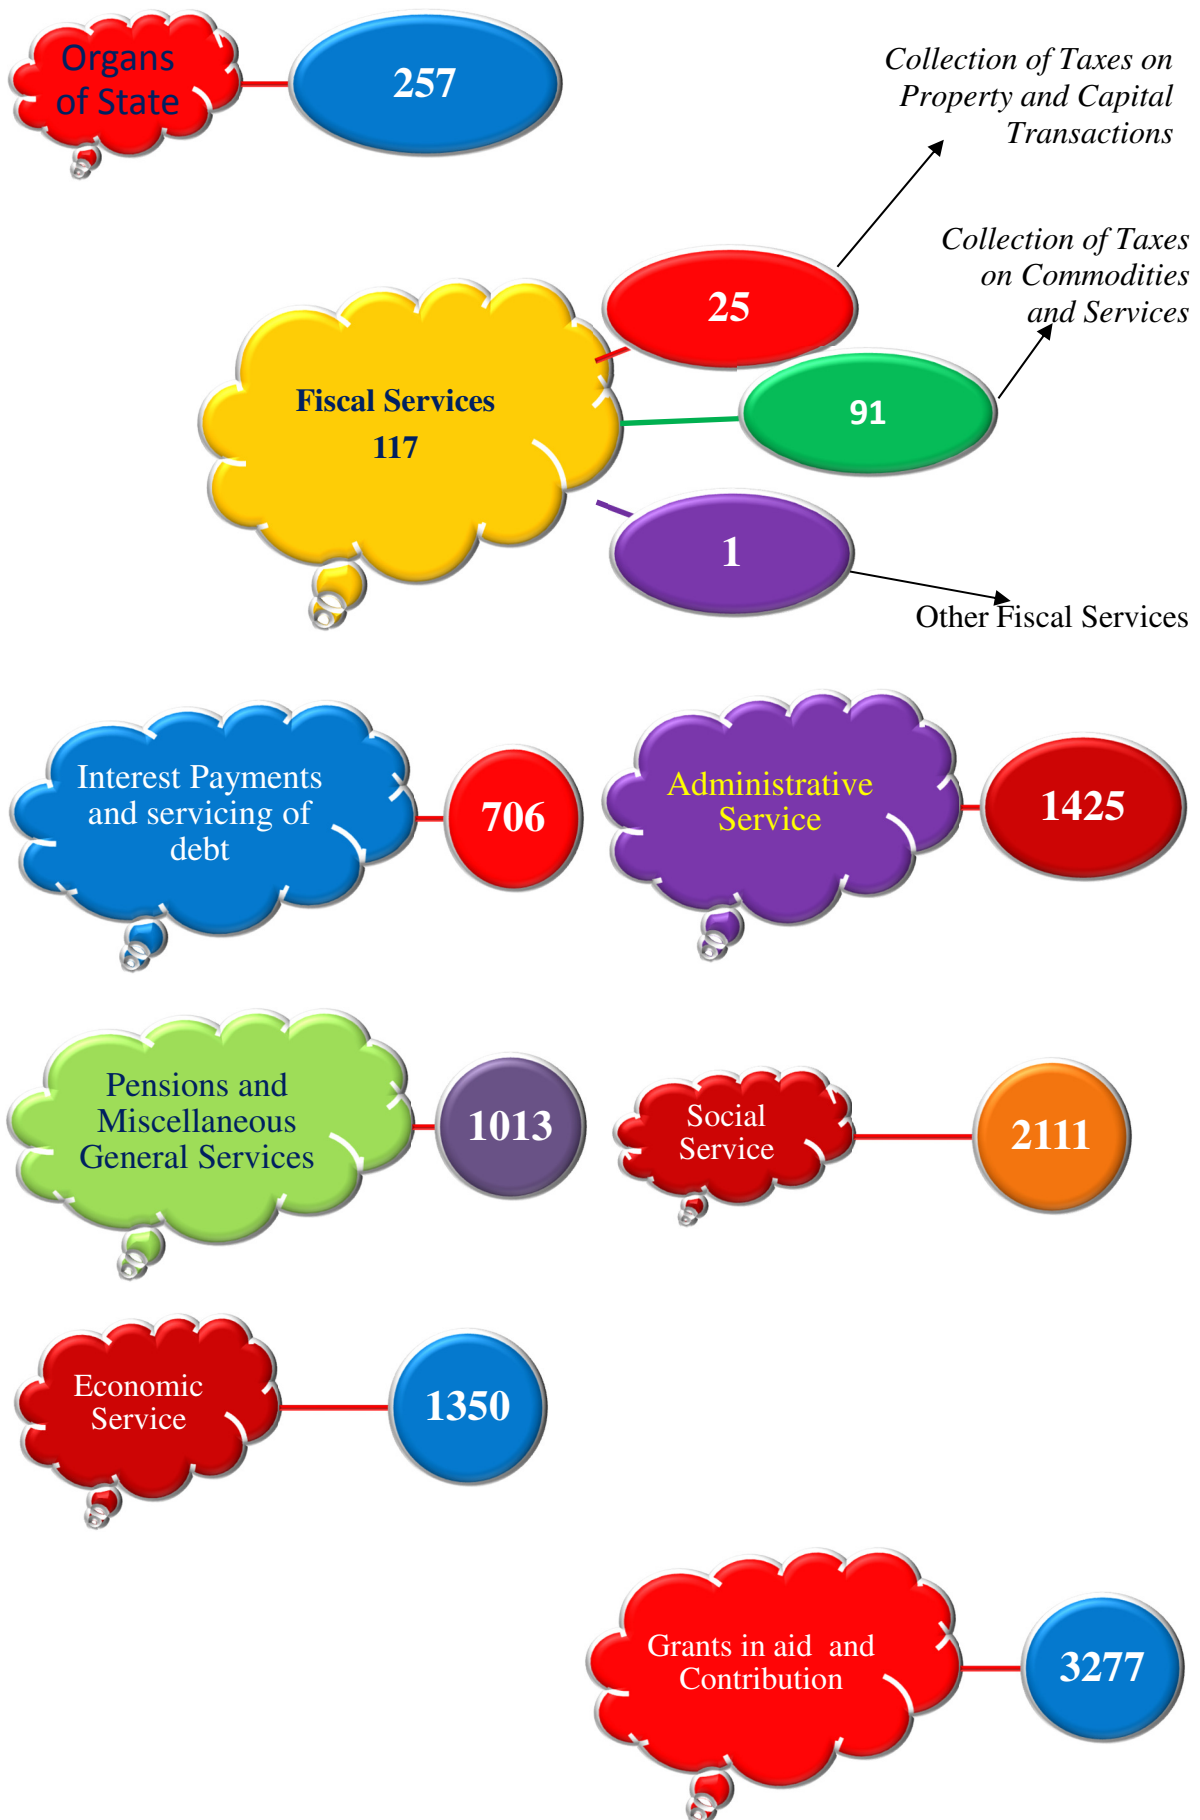 Organs
of State
257
Collection of Taxes on
Property and Capital
Transactions
25
Collection of Taxes
on Commodities
and Services
Fiscal Services
117
91
1
Other Fiscal Services
Interest Payments
and servicing of
debt
706
Administrative
Service
1425
Pensions and
Miscellaneous
General Services
1013
Social
Service
2111
Economic
Service
1350
Grants in aid  and
Contribution
3277